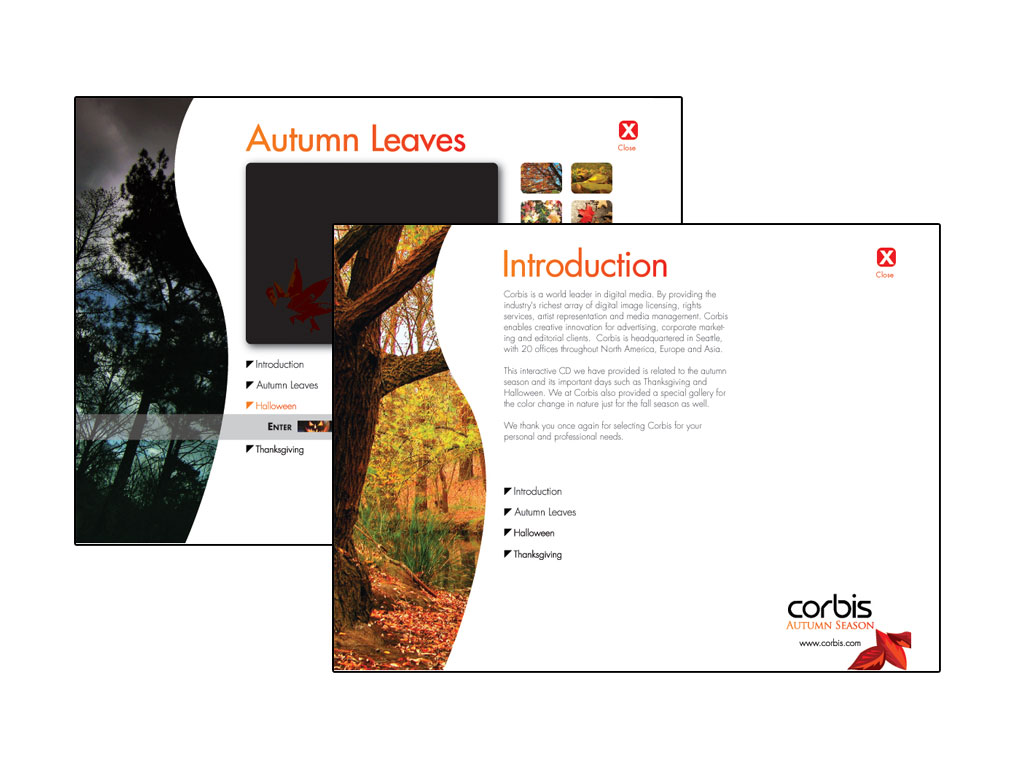 Autumn Leaves
X
Close
Introduction
Autumn Leaves
Halloween
ENTER
Thanksgiving
Introduction
X
Close
Corbis is a world leader in digital media. By providing the
industry's richest array of digital image licensing, rights
services, artist representation and media management. Corbis
enables creative innovation for advertising, corporate market-
ing and editorial clients. Corbis is headquartered in Seattle,
with 20 offices throughout North America, Europe and Asia.
This interactive CD we have provided is related to the autumn
season and its important days such as Thanksgiving and
Halloween. We at Corbis also provided a special gallery for
the color change in nature just for the fall season as well.
We thank you once again for selecting Corbis for your
personal and professional needs.
Introduction
Autumn Leaves
Halloween
Thanksgiving
corbis
AUTUMN SEASON
www.corbis.com